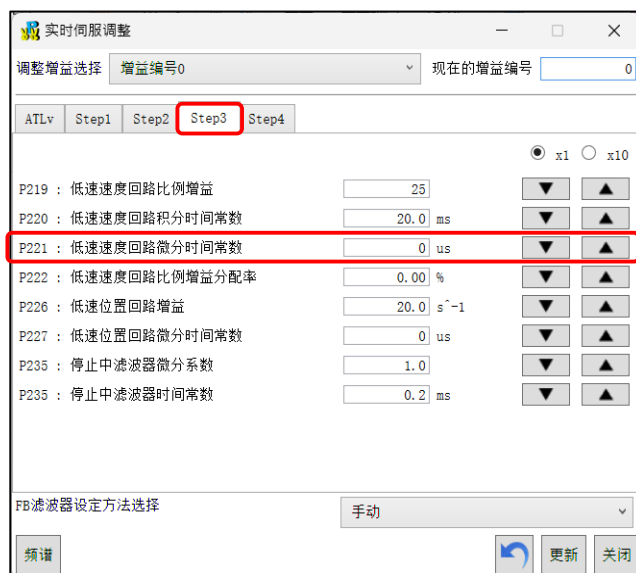 实时伺服调整
调整增益选择 增益编号0 现在的增益编号 0
ATLv Step1 Step2 Step3 Step4
x1 x10
P219 : 低速速度回路比例增益 25
P220 : 低速速度回路积分时间常数 20.0 ms
P221 : 低速速度回路微分时间常数 0 us
P222 : 低速速度回路比例增益分配率 0.00 %
P226 : 低速位置回路增益 20.0 s^-1
P227 : 低速位置回路微分时间常数 0 us
P235 : 停止中滤波器微分系数 1.0
P235 : 停止中滤波器时间常数 0.2 ms
FB滤波器设定方法选择 手动
频谱 更新 关闭